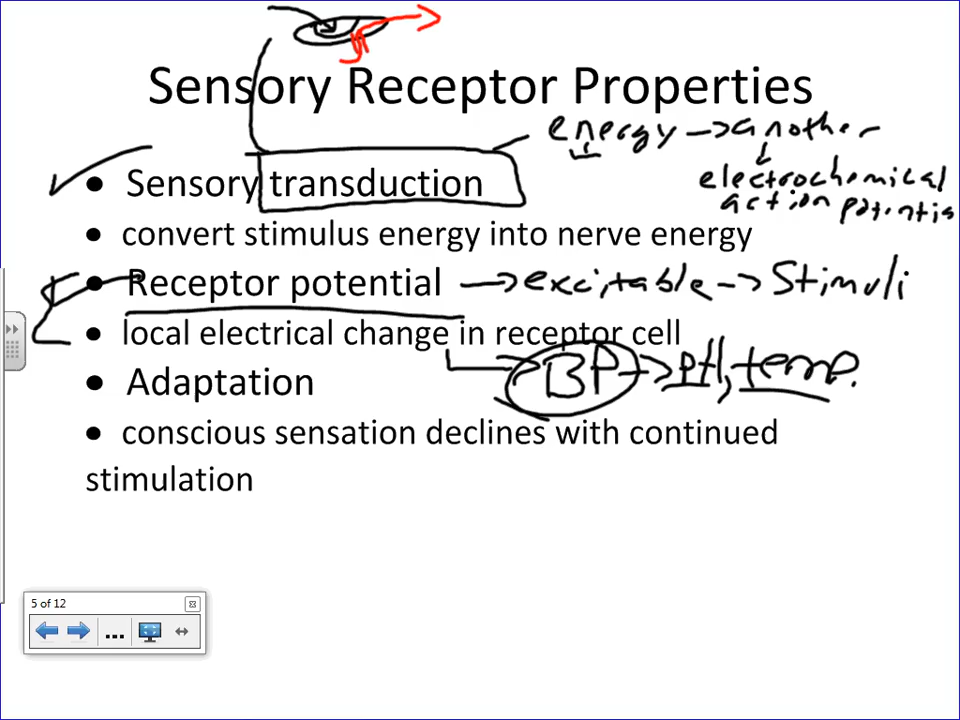 Sensory Receptor Properties
energy → another
• Sensory transduction
electrochemical
action potentia
• convert stimulus energy into nerve energy
• Receptor potential → excitable → Stimuli
• local electrical change in receptor cell
BP → pH, temp.
• Adaptation
• conscious sensation declines with continued
stimulation
5 of 12
...